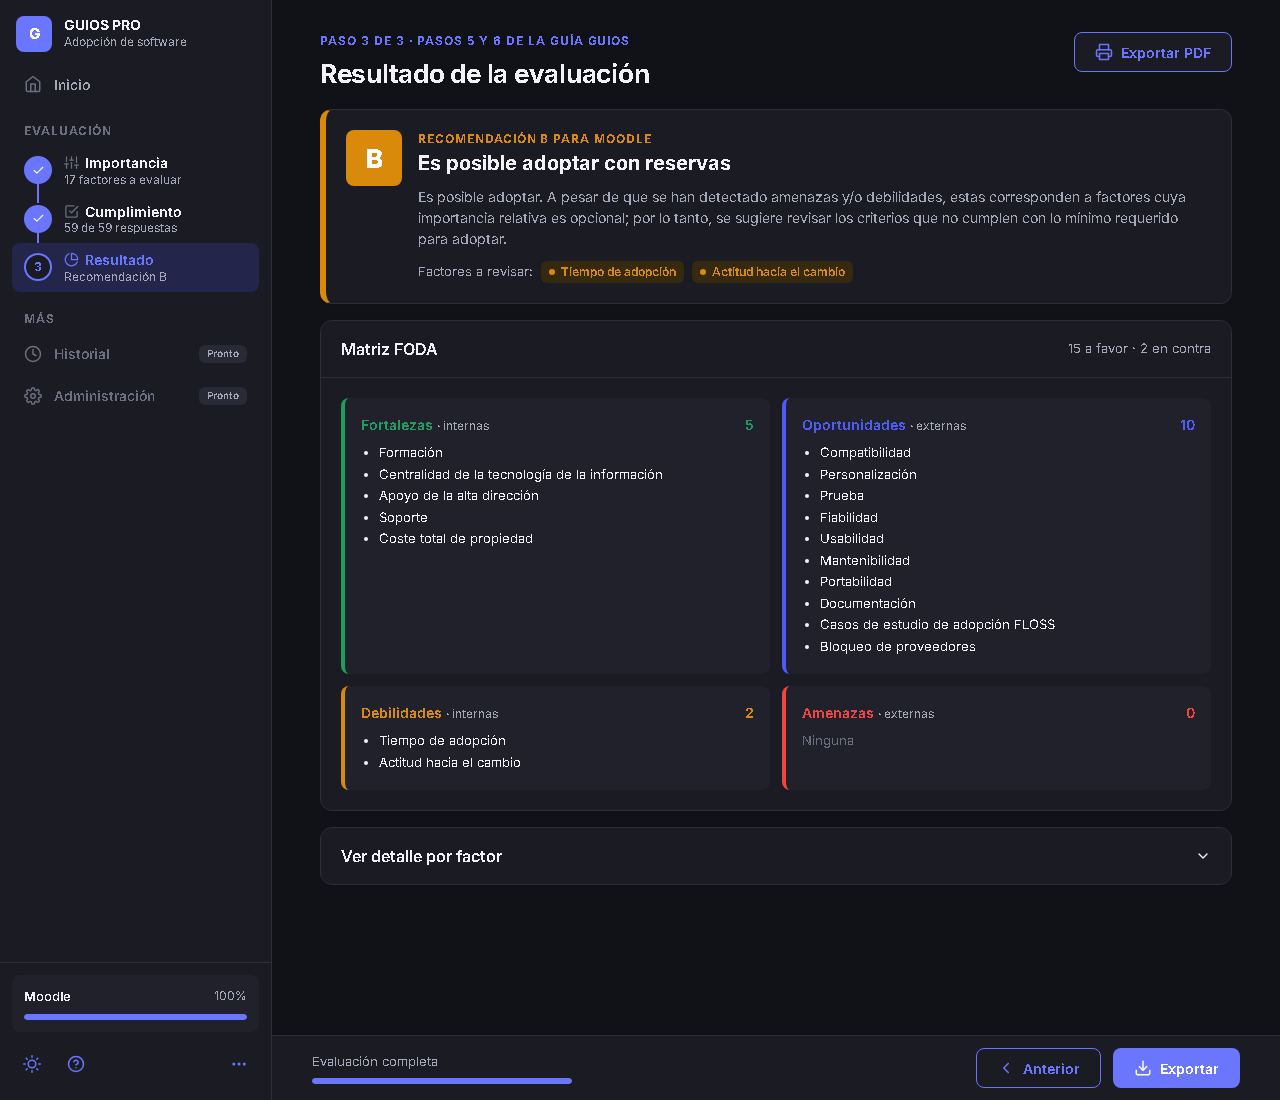 G
GUIOS PRO
Adopción de software
Inicio
EVALUACIÓN
Importancia
17 factores a evaluar
Cumplimiento
59 de 59 respuestas
3
Resultado
Recomendación B
MÁS
Historial
Pronto
Administración
Pronto
Moodle
100%
PASO 3 DE 3 · PASOS 5 Y 6 DE LA GUÍA GUIOS
Resultado de la evaluación
Exportar PDF
B
RECOMENDACIÓN B PARA MOODLE
Es posible adoptar con reservas
Es posible adoptar. A pesar de que se han detectado amenazas y/o debilidades, estas corresponden a factores cuya
importancia relativa es opcional; por lo tanto, se sugiere revisar los criterios que no cumplen con lo mínimo requerido
para adoptar.
Factores a revisar:
Tiempo de adopción
Actitud hacia el cambio
Matriz FODA
15 a favor · 2 en contra
Fortalezas · internas
5
Formación
Centralidad de la tecnología de la información
Apoyo de la alta dirección
Soporte
Coste total de propiedad
Oportunidades · externas
10
Compatibilidad
Personalización
Prueba
Fiabilidad
Usabilidad
Mantenibilidad
Portabilidad
Documentación
Casos de estudio de adopción FLOSS
Bloqueo de proveedores
Debilidades · internas
2
Tiempo de adopción
Actitud hacia el cambio
Amenazas · externas
0
Ninguna
Ver detalle por factor
Evaluación completa
Anterior
Exportar